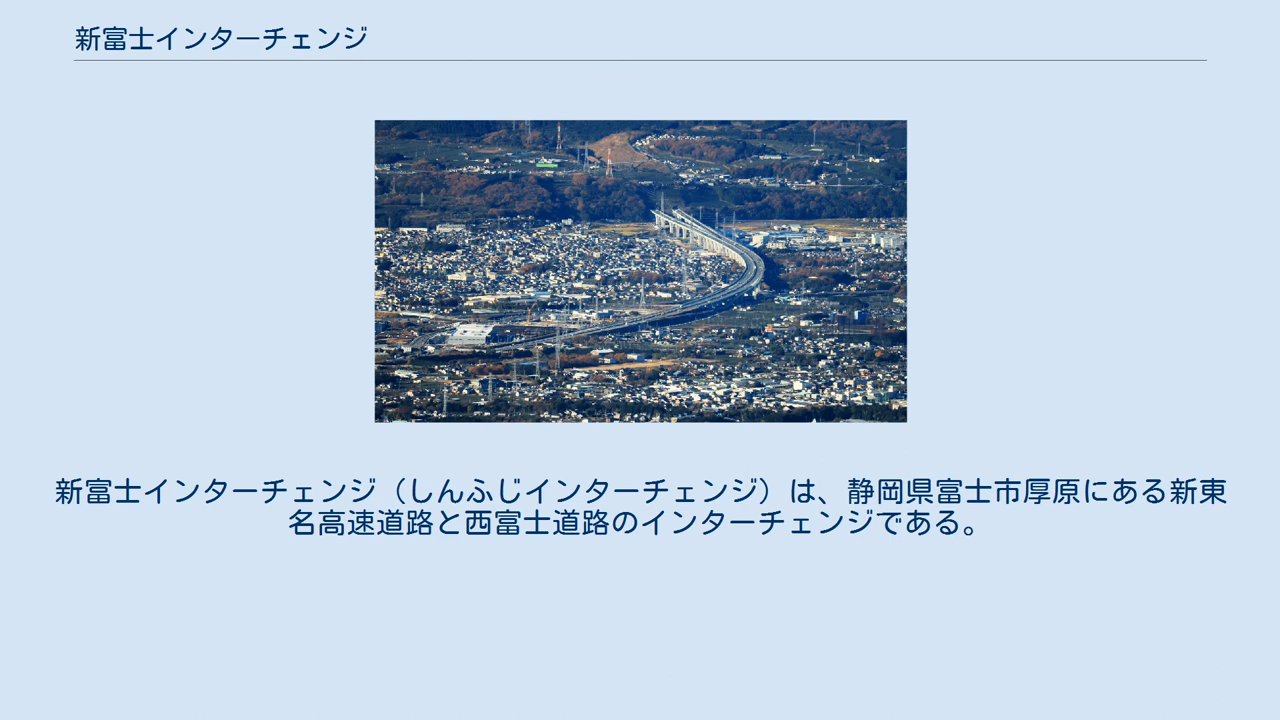 新富士インターチェンジ
新富士インターチェンジ（しんふじインターチェンジ）は、静岡県富士市厚原にある新東
名高速道路と西富士道路のインターチェンジである。